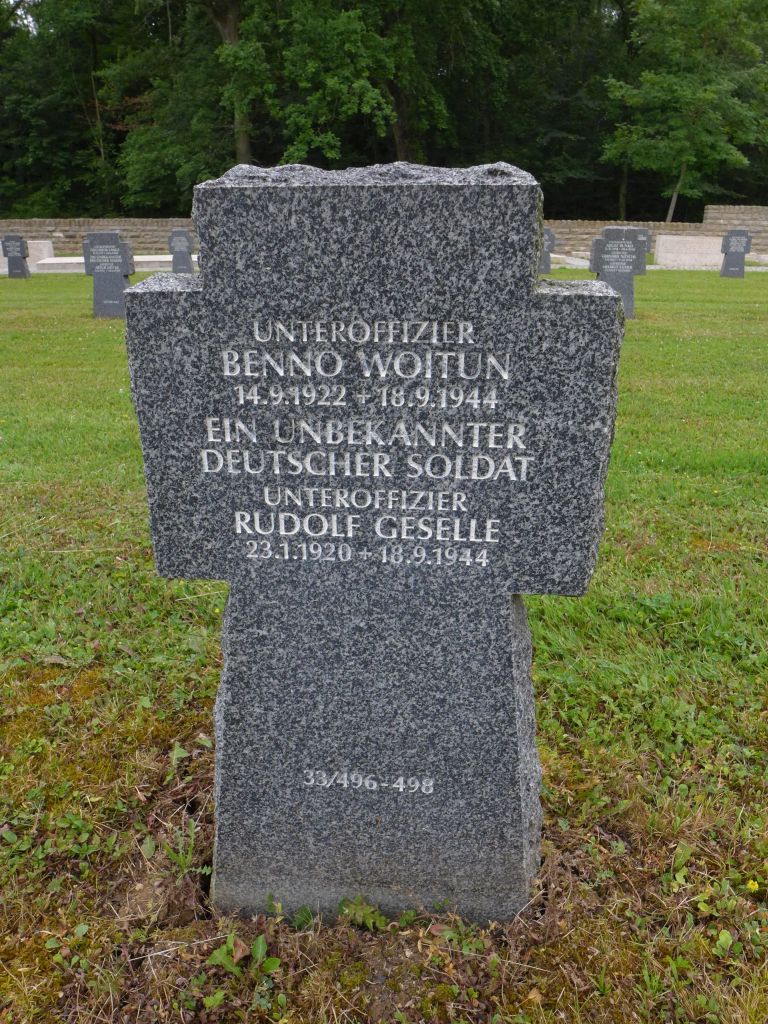 UNTEROFFIZIER
BENNO WOITUN
14.9.1922 + 18.9.1944
EIN UNBEKANNTER
DEUTSCHER SOLDAT
UNTEROFFIZIER
RUDOLF GESELLE
23.1.1920 + 18.9.1944
33/496-498